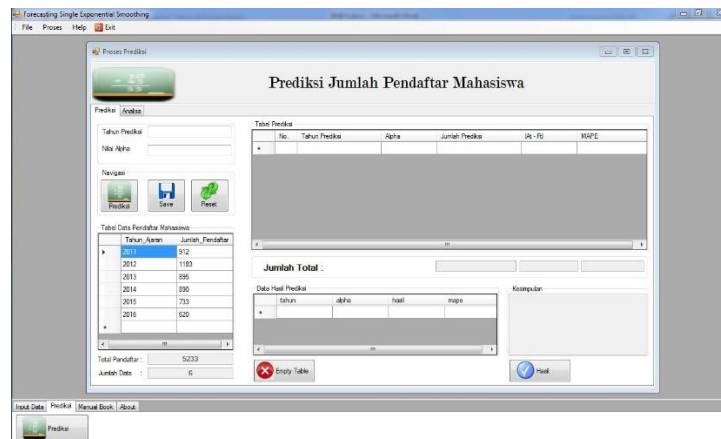 Forecasting Single Exponential Smoothing
File Proses Help Exit
Proses Prediksi
Prediksi Jumlah Pendaftar Mahasiswa
Prediksi Analisa
Tahun Prediksi
Nilai Alpha
Navigasi
Prediksi Save Reset
Tabel Data Pendaftar Mahasiswa
Tahun_Ajaran Jumlah_Pendaftar
2011 912
2012 1183
2013 895
2014 890
2015 733
2016 620
Total Pendaftar : 5233
Jumlah Data : 6
Tabel Prediksi
No. Tahun Prediksi Alpha Jumlah Prediksi |At - Ft| MAPE
Jumlah Total :
Data Hasil Prediksi
tahun alpha hasil mape
Kesimpulan
Empty Table
Hasil
Input Data Prediksi Manual Book About
Prediksi